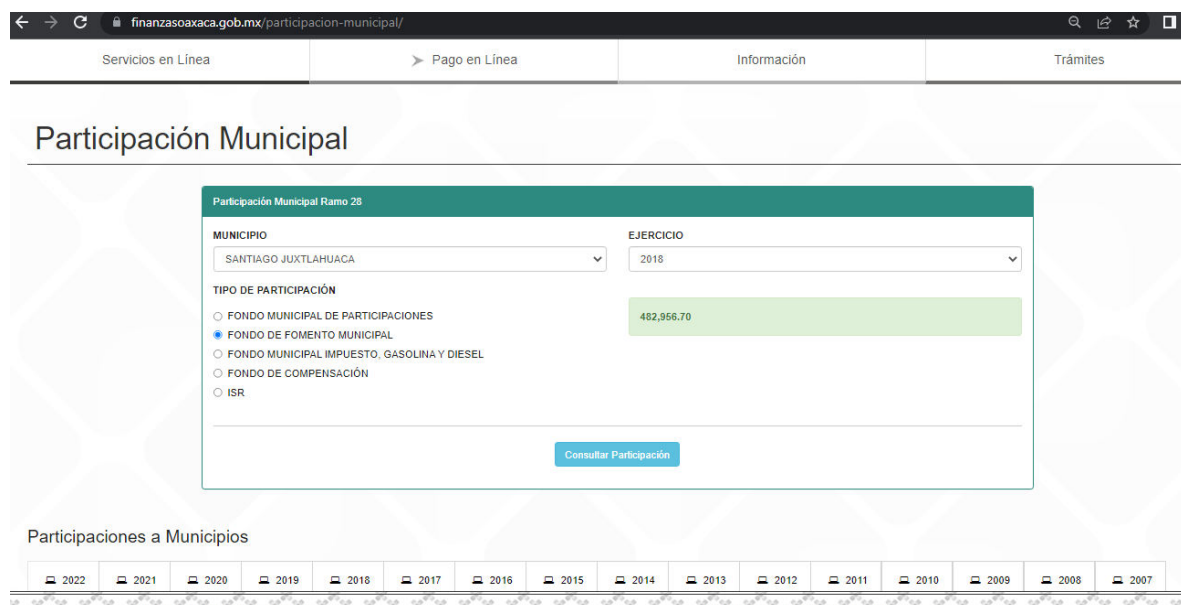 finanzasoaxaca.gob.mx/participacion-municipal/
Servicios en Línea
Pago en Línea
Información
Trámites
Participación Municipal
Participación Municipal Ramo 28
MUNICIPIO
EJERCICIO
SANTIAGO JUXTLAHUACA
2018
TIPO DE PARTICIPACIÓN
482,956.70
FONDO MUNICIPAL DE PARTICIPACIONES
FONDO DE FOMENTO MUNICIPAL
FONDO MUNICIPAL IMPUESTO, GASOLINA Y DIESEL
FONDO DE COMPENSACIÓN
ISR
Consultar Participación
Participaciones a Municipios
2022 2021 2020 2019 2018 2017 2016 2015 2014 2013 2012 2011 2010 2009 2008 2007